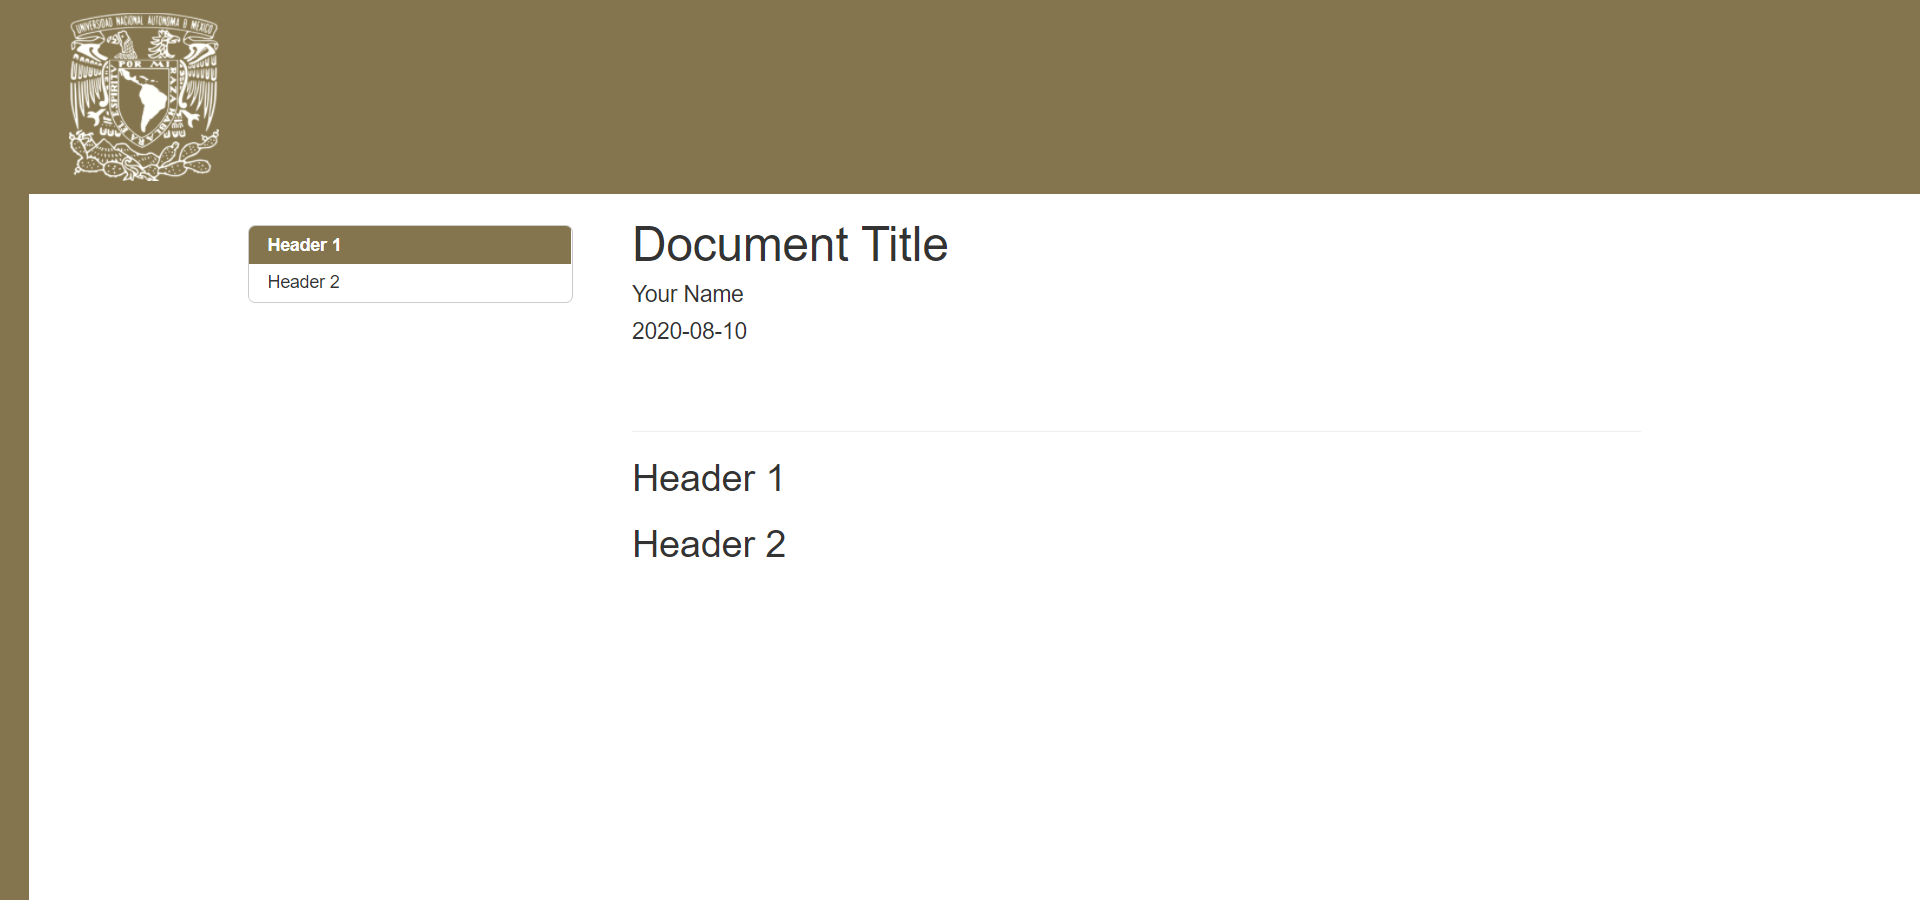 UNIVERSIDAD NACIONAL AUTONOMA D MEXICO
POR MI
RAZA HABLARA EL ESPIRITU
Header 1
Header 2
Document Title
Your Name
2020-08-10
Header 1
Header 2